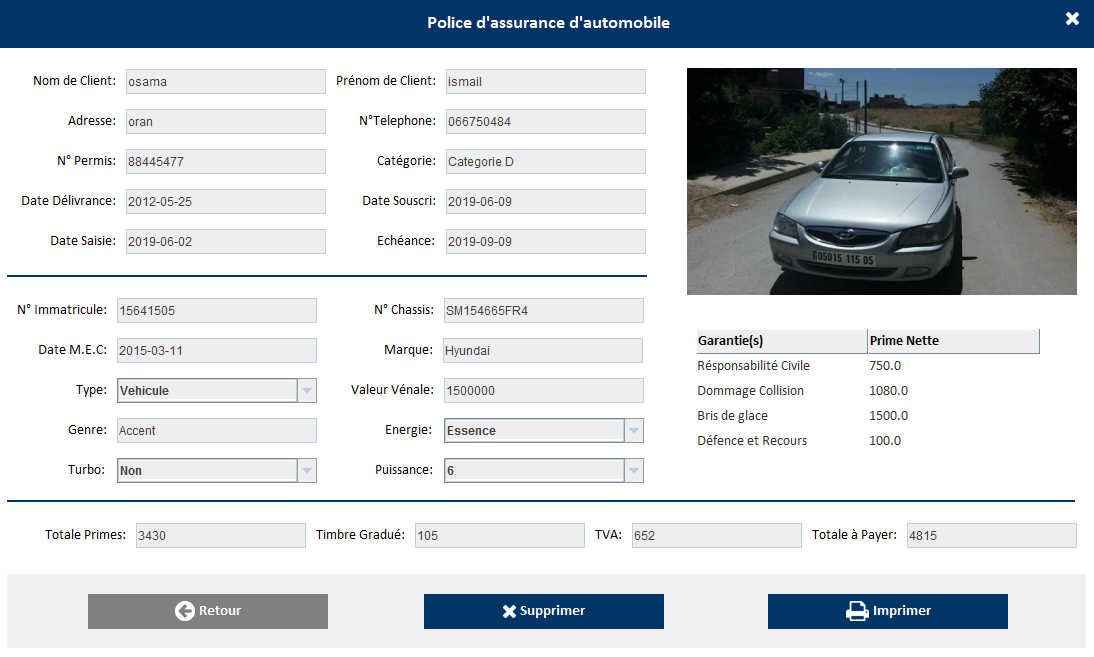 Police d'assurance d'automobile
Nom de Client: osama Prénom de Client: ismail
Adresse: oran N°Telephone: 066750484
N° Permis: 88445477 Catégorie: Categorie D
Date Délivrance: 2012-05-25 Date Souscri: 2019-06-09
Date Saisie: 2019-06-02 Echéance: 2019-09-09
05015 115 05
N° Immatricule: 15641505 N° Chassis: SM154665FR4
Date M.E.C: 2015-03-11 Marque: Hyundai
Type: Vehicule Valeur Vénale: 1500000
Genre: Accent Energie: Essence
Turbo: Non Puissance: 6
Garantie(s) Prime Nette
Résponsabilité Civile 750.0
Dommage Collision 1080.0
Bris de glace 1500.0
Défence et Recours 100.0
Totale Primes: 3430 Timbre Gradué: 105 TVA: 652 Totale à Payer: 4815
Retour Supprimer Imprimer